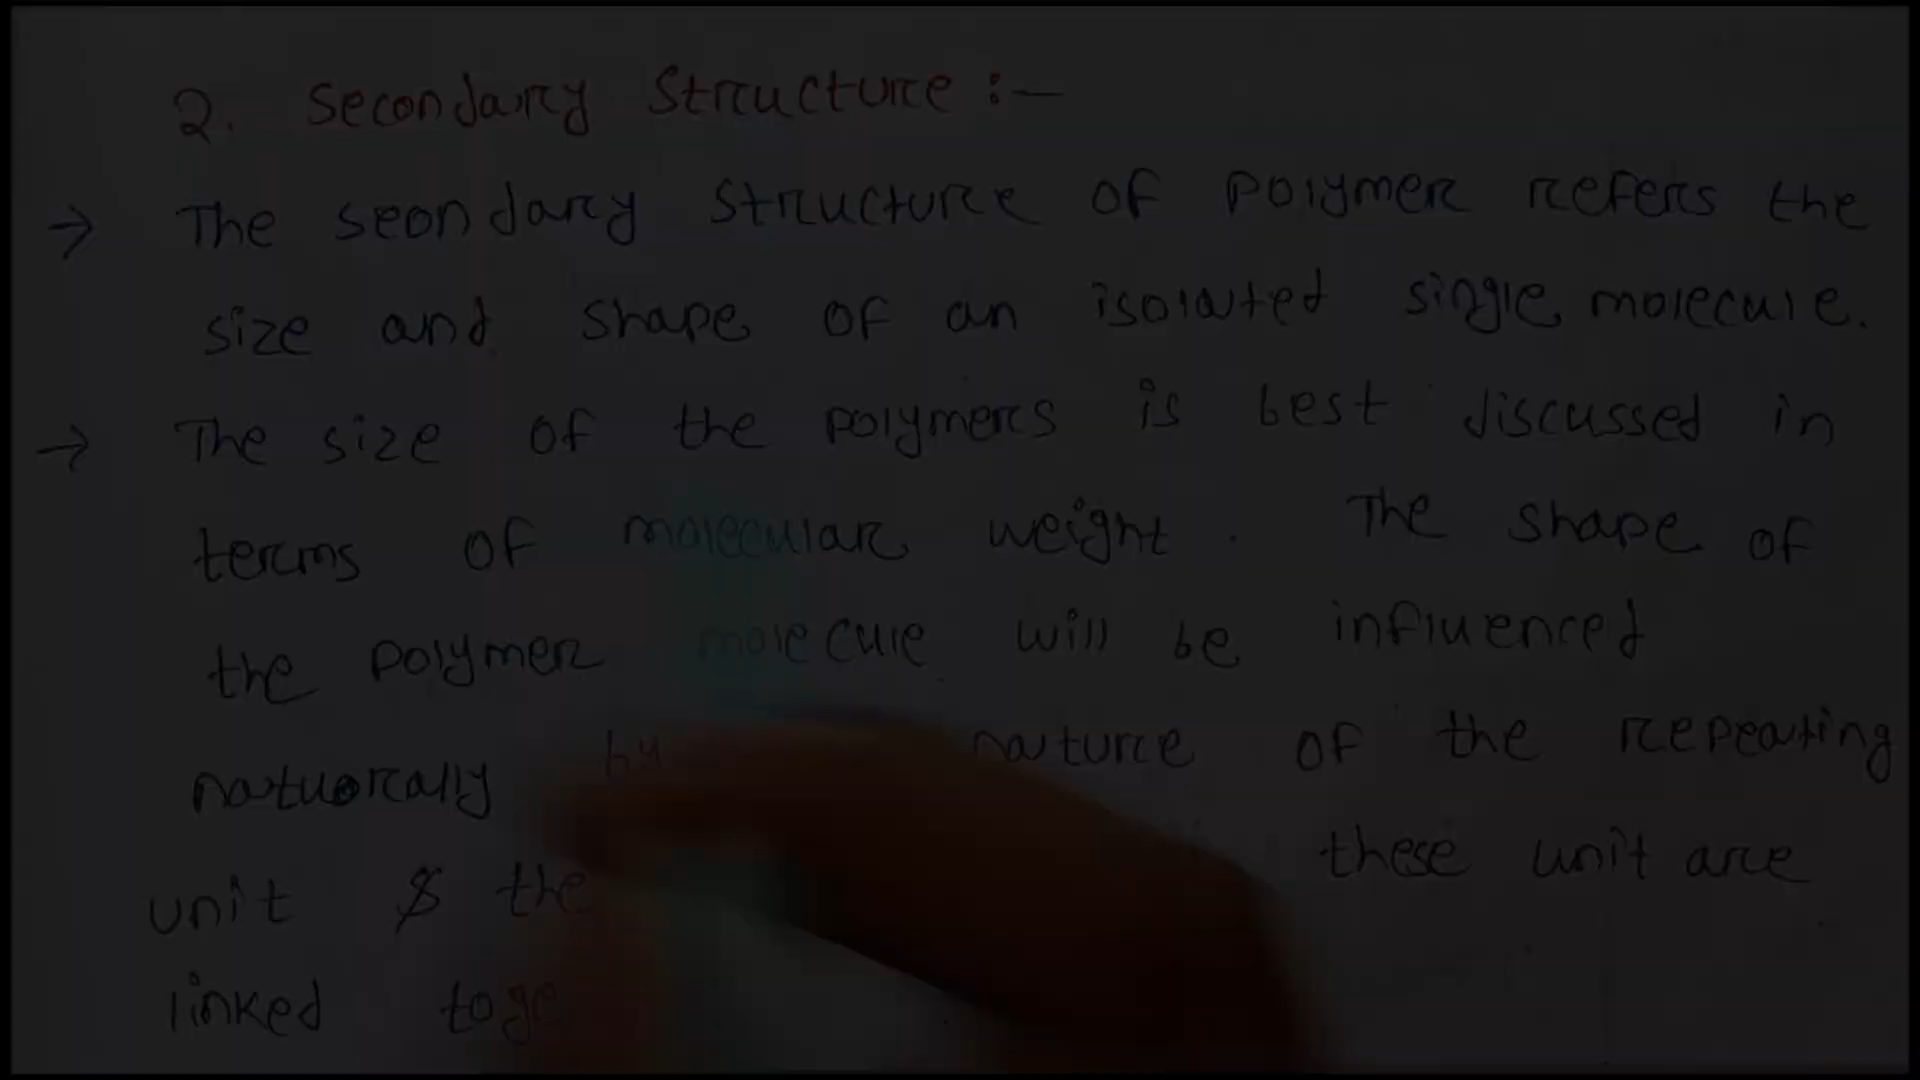 2. Secondary Structure :-
→ The seondary structure of polymer refers the
size and shape of an isolated single molecule.
→ The size of the polymers is best discussed in
terms of molecular weight. The shape of
the polymer molecule will be influenced
natuorally by nature of the repeating
unit & the these unit are
linked toge